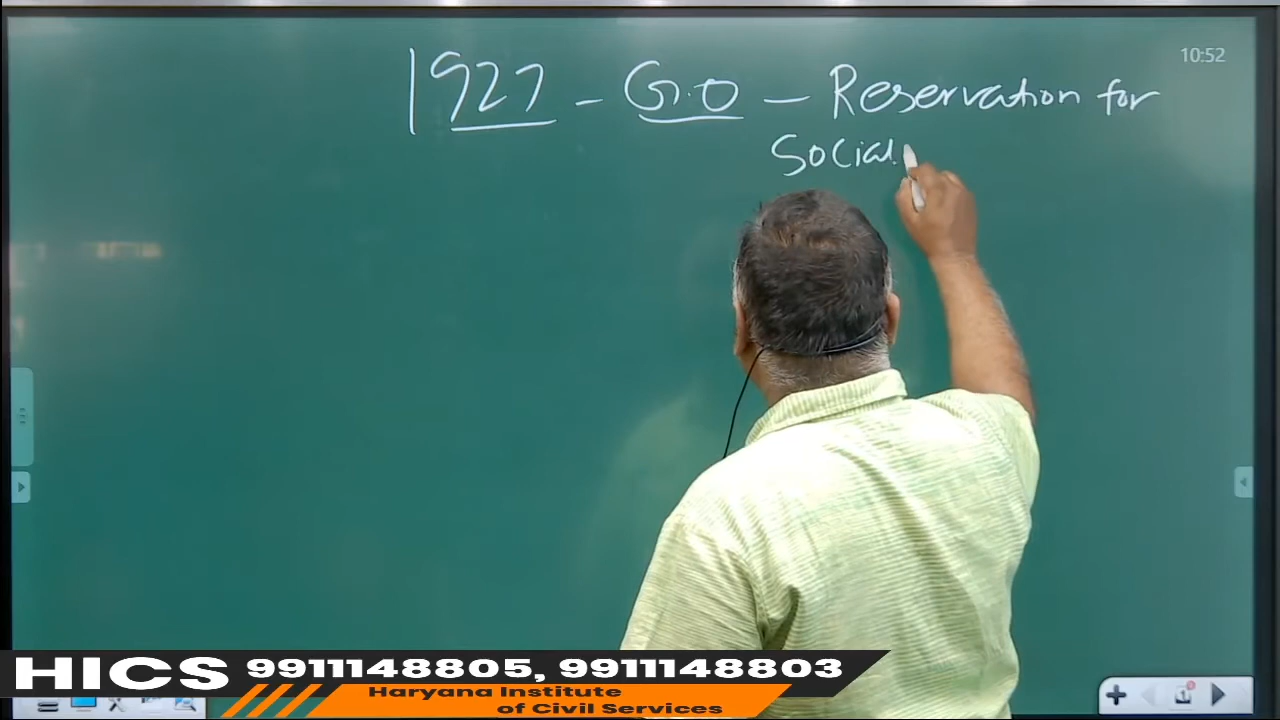 10:52
1927 - G.O - Reservation for
Social
HICS 9911148805, 9911148803
Haryana Institute
of Civil Services